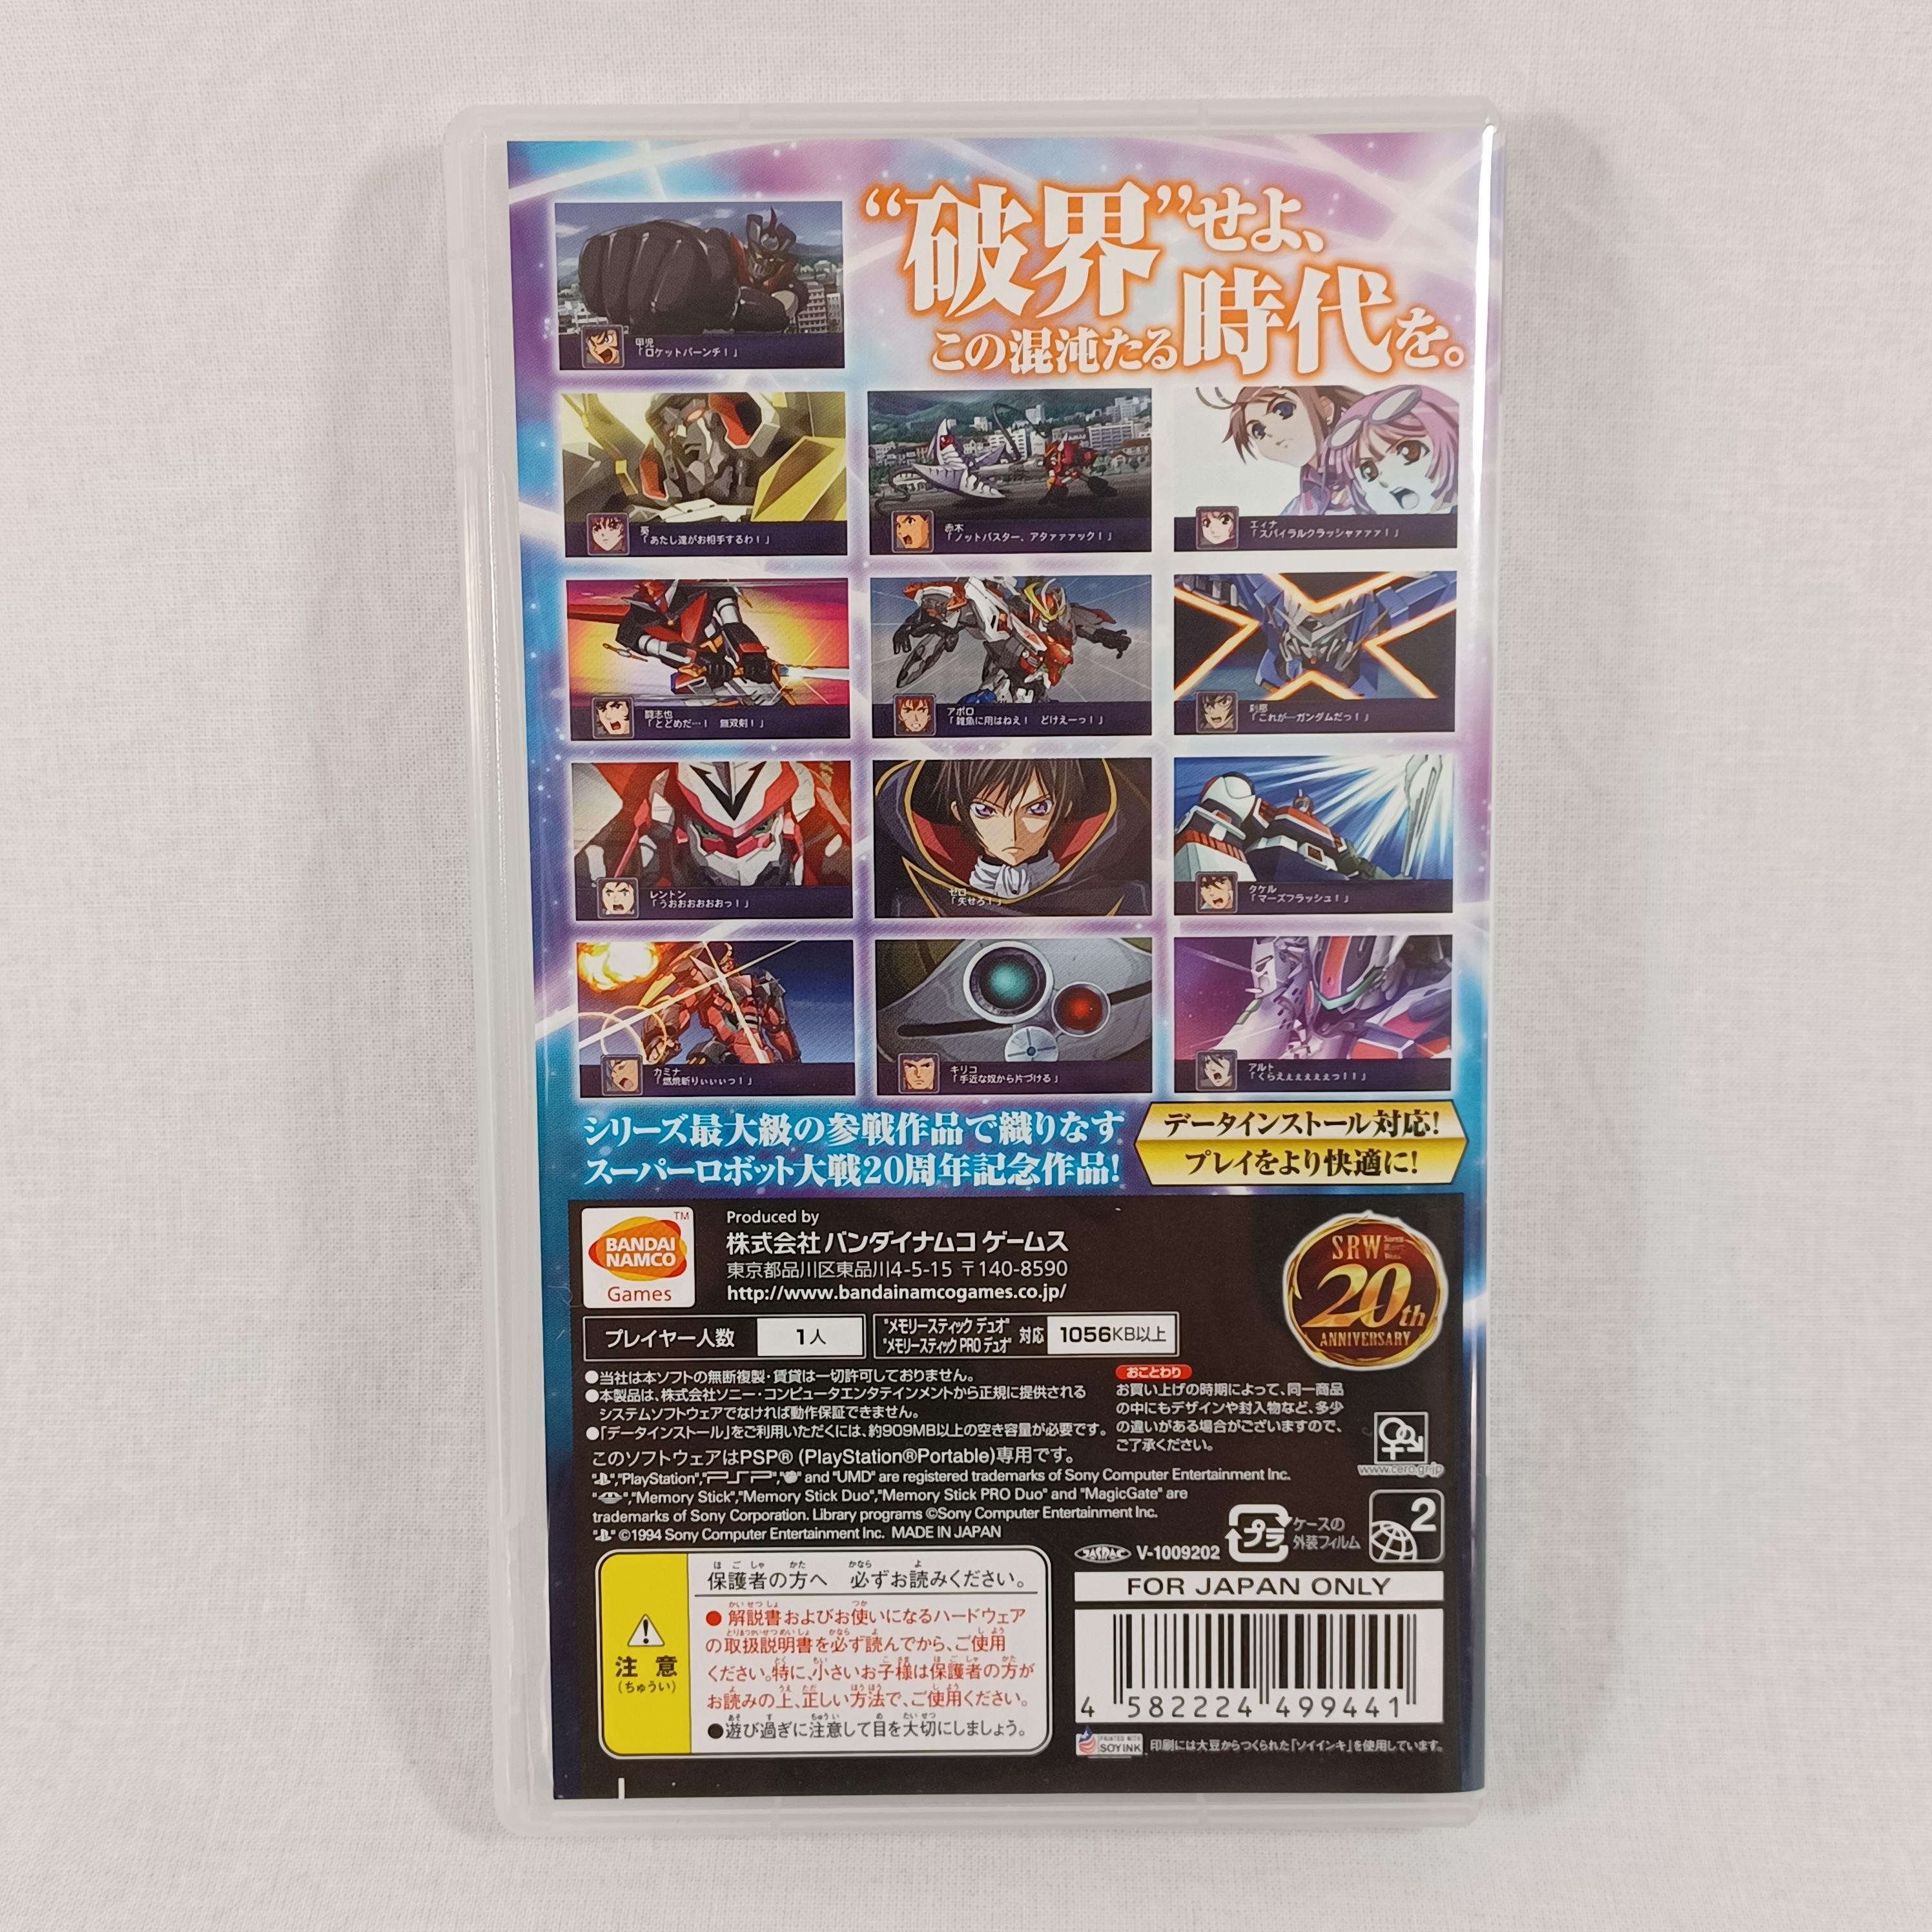 “破界”せよ、
この混沌たる時代を。
甲児
「ロケットパーンチ！」
葵
「あたし達がお相手するわ！」
赤木
「ノットバスター、アタァァァック！」
エィナ
「スパイラルクラッシャァァァ！」
闘志也
「とどめだ…！　無双剣！」
アポロ
「雑魚に用はねえ！　どけえーっ！」
刹那
「これが…ガンダムだっ！」
レントン
「うおおおおおおっ！」
ゼロ
「失せろ！」
タケル
「マーズフラッシュ！」
カミナ
「燃焼斬りぃぃぃっ！」
キリコ
「手近な奴から片づける」
アルト
「くらえぇぇぇぇぇっ！！」
シリーズ最大級の参戦作品で織りなす
スーパーロボット大戦20周年記念作品!
データインストール対応!
プレイをより快適に!
BANDAI
NAMCO
Games
TM
Produced by
株式会社バンダイナムコ ゲームス
東京都品川区東品川4-5-15 〒140-8590
http://www.bandainamcogames.co.jp/
SRW
20th
ANNIVERSARY
プレイヤー人数 1人
"メモリースティック デュオ"
"メモリースティック PRO デュオ" 対応 1056KB以上
●当社は本ソフトの無断複製・賃貸は一切許可しておりません。
●本製品は、株式会社ソニー・コンピュータエンタテインメントから正規に提供される
システムソフトウェアでなければ動作保証できません。
●「データインストール」をご利用いただくには、約909MB以上の空き容量が必要です。
おことわり
お買い上げの時期によって、同一商品
の中にもデザインや封入物など、多少
の違いがある場合がございますので、
ご了承ください。
このソフトウェアはPSP® (PlayStation®Portable)専用です。
"PlayStation","PSP", and "UMD" are registered trademarks of Sony Computer Entertainment Inc.
"Memory Stick","Memory Stick Duo","Memory Stick PRO Duo" and "MagicGate" are
trademarks of Sony Corporation. Library programs ©Sony Computer Entertainment Inc.
©1994 Sony Computer Entertainment Inc. MADE IN JAPAN
www.cero.gr.jp
JASRAC V-1009202
プラ
ケースの
外装フィルム
2
FOR JAPAN ONLY
4 582224 499441
PRINTED WITH
SOY INK
印刷には大豆からつくられた「ソイインキ」を使用しています。
注意
(ちゅうい)
保護者の方へ　必ずお読みください。
●解説書およびお使いになるハードウェア
の取扱説明書を必ず読んでから、ご使用
ください。特に、小さいお子様は保護者の方が
お読みの上、正しい方法で、ご使用ください。
●遊び過ぎに注意して目を大切にしましょう。